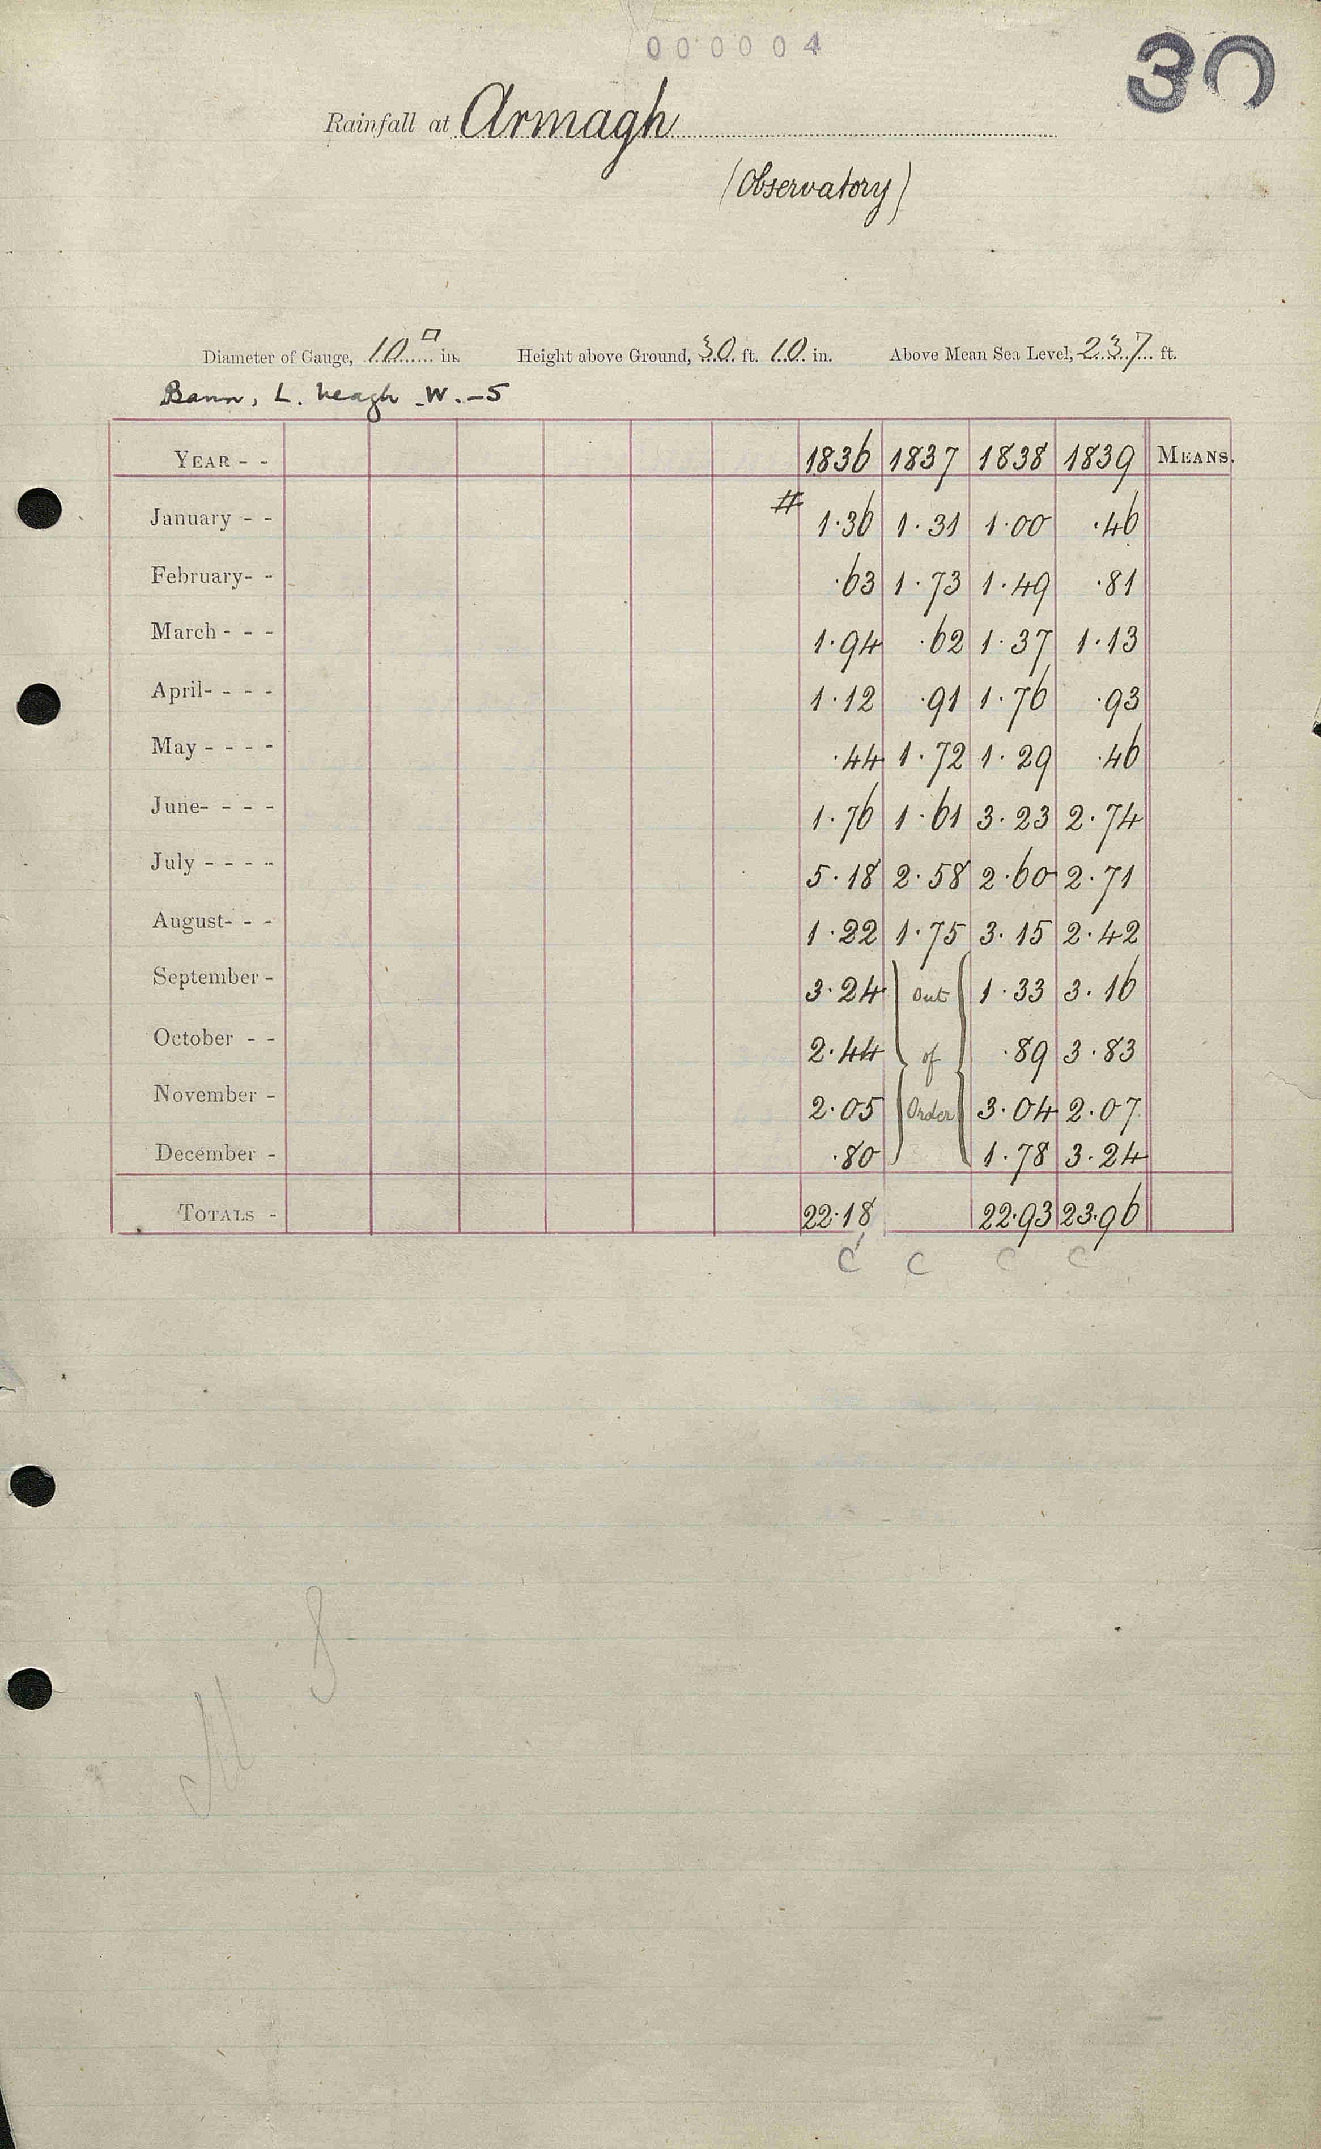 000004
30
Rainfall at Armagh
(Observatory)
Diameter of Gauge, 10 □ in. Height above Ground, 30 ft. 10 in. Above Mean Sea Level, 237 ft.
Bann, L. Neagh W. - 5
YEAR - - 1836 1837 1838 1839 MEANS.
#
January - - 1.36 1.31 1.00 .46
February- - .63 1.73 1.49 .81
March - - - 1.94 .62 1.37 1.13
April- - - - 1.12 .91 1.76 .93
May - - - - .44 1.72 1.29 .46
June- - - - 1.76 1.61 3.23 2.74
July - - - - 5.18 2.58 2.60 2.71
August- - - 1.22 1.75 3.15 2.42
September - 3.24 } Out { 1.33 3.16
October - - 2.44 of .89 3.83
November - 2.05 Order 3.04 2.07
December - .80 1.78 3.24
TOTALS - 22.18 22.93 23.96
C C C C